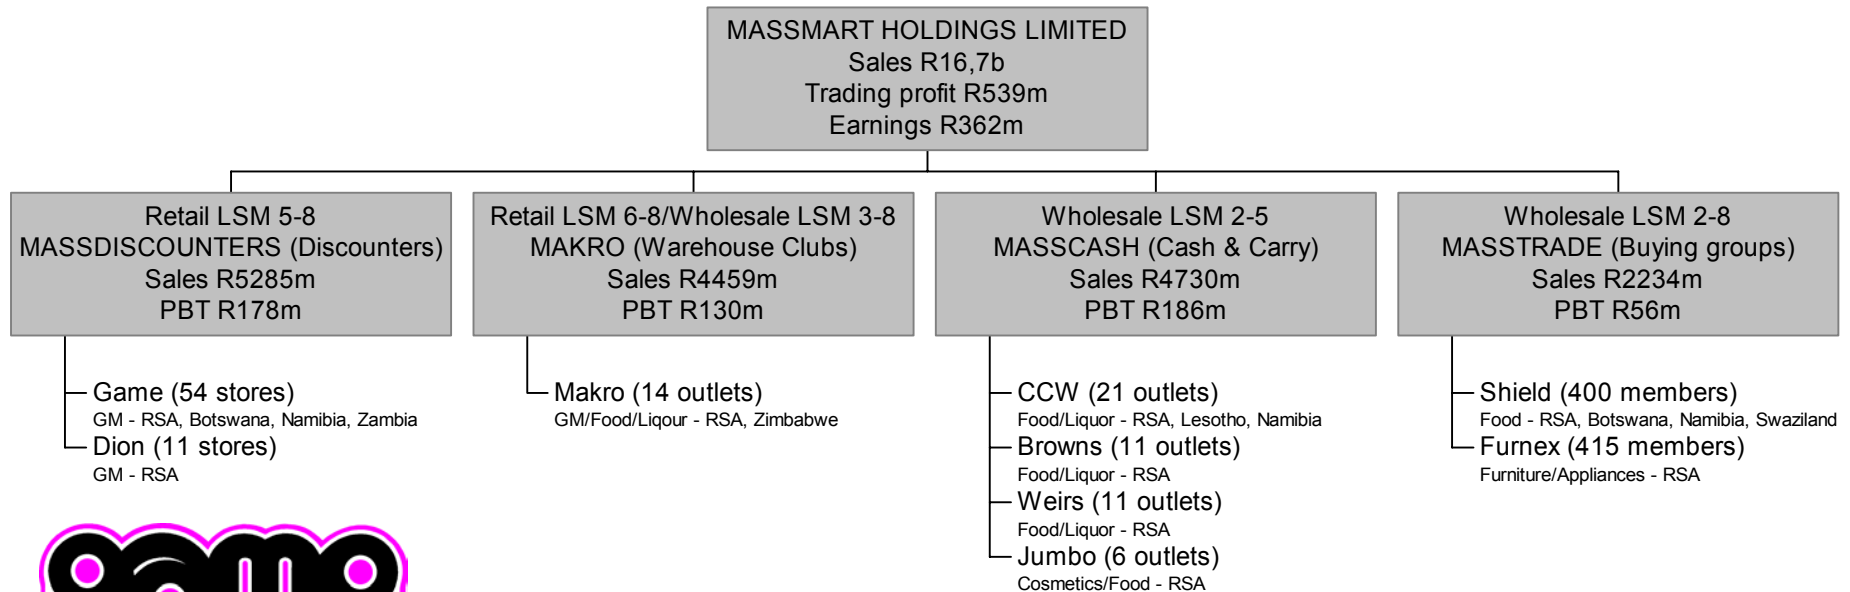 MASSMART HOLDINGS LIMITED
Sales R16,7b
Trading profit R539m
Earnings R362m
Retail LSM 5-8
MASSDISCOUNTERS (Discounters)
Sales R5285m
PBT R178m
Retail LSM 6-8/Wholesale LSM 3-8
MAKRO (Warehouse Clubs)
Sales R4459m
PBT R130m
Wholesale LSM 2-5
MASSCASH (Cash & Carry)
Sales R4730m
PBT R186m
Wholesale LSM 2-8
MASSTRADE (Buying groups)
Sales R2234m
PBT R56m
Game (54 stores)
GM - RSA, Botswana, Namibia, Zambia
Dion (11 stores)
GM - RSA
Makro (14 outlets)
GM/Food/Liqour - RSA, Zimbabwe
CCW (21 outlets)
Food/Liquor - RSA, Lesotho, Namibia
Browns (11 outlets)
Food/Liquor - RSA
Weirs (11 outlets)
Food/Liquor - RSA
Jumbo (6 outlets)
Cosmetics/Food - RSA
Shield (400 members)
Food - RSA, Botswana, Namibia, Swaziland
Furnex (415 members)
Furniture/Appliances - RSA